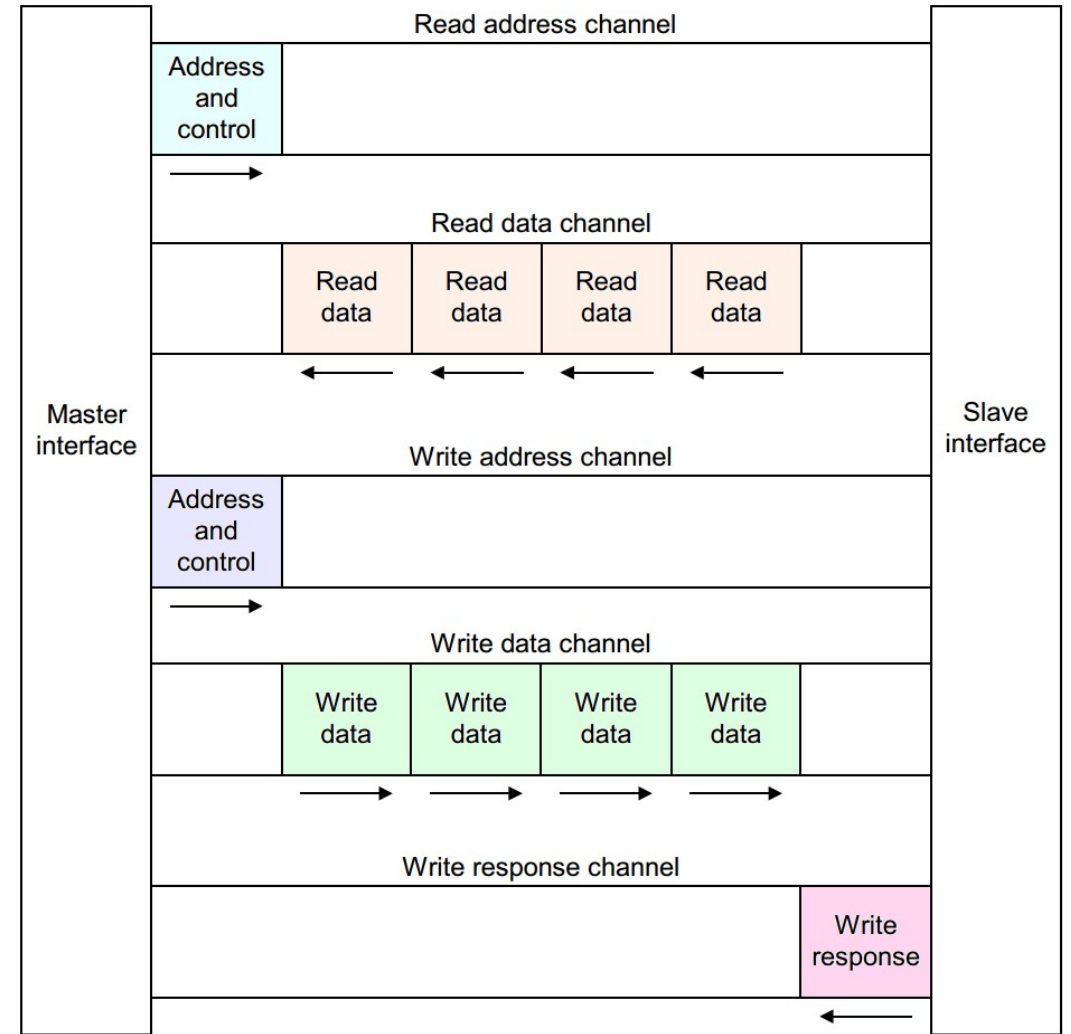 Read address channel
Address
and
control
Read data channel
Read
data
Read
data
Read
data
Read
data
Master
interface
Slave
interface
Write address channel
Address
and
control
Write data channel
Write
data
Write
data
Write
data
Write
data
Write response channel
Write
response